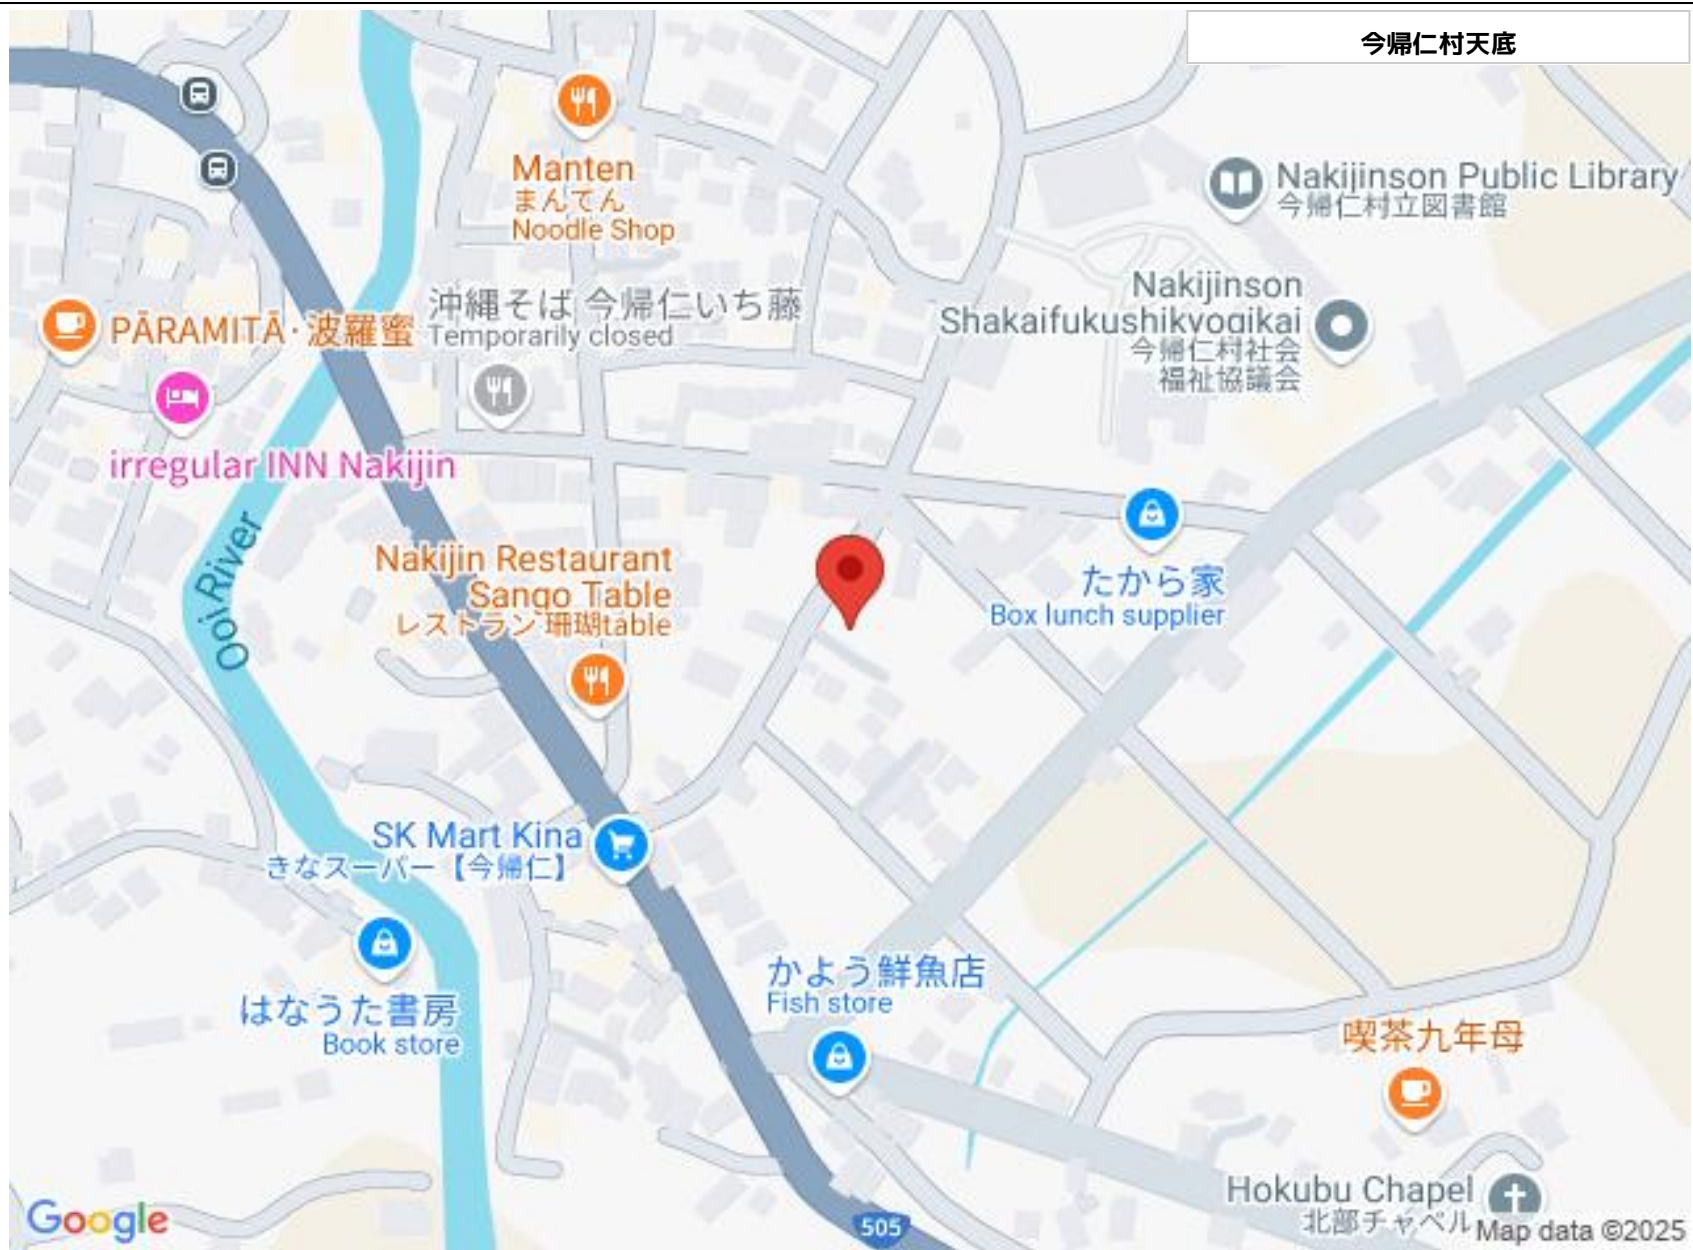 今帰仁村天底
Manten
まんてん
Noodle Shop
Nakijinson Public Library
今帰仁村立図書館
沖縄そば 今帰仁いち藤
Temporarily closed
PĀRAMITĀ・波羅蜜
Nakijinson
Shakaifukushikyogikai
今帰仁村社会
福祉協議会
irregular INN Nakijin
Ooi River
Nakijin Restaurant
Sango Table
レストラン 珊瑚table
たから家
Box lunch supplier
SK Mart Kina
きなスーパー【今帰仁】
はなうた書房
Book store
かよう鮮魚店
Fish store
喫茶九年母
Hokubu Chapel
北部チャペル
505
Google
Map data ©2025